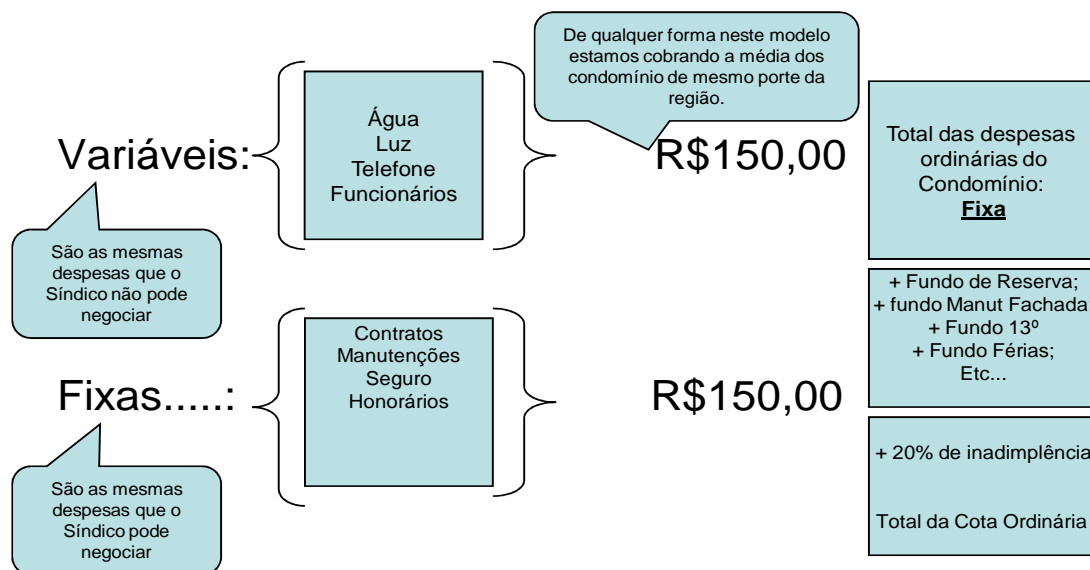 De qualquer forma neste modelo
estamos cobrando a média dos
condomínio de mesmo porte da
região.
Variáveis:
Água
Luz
Telefone
Funcionários
R$150,00
Total das despesas
ordinárias do
Condomínio:
Fixa
São as mesmas
despesas que o
Síndico não pode
negociar
+ Fundo de Reserva;
+ fundo Manut Fachada
+ Fundo 13º
+ Fundo Férias;
Etc...
Fixas.....:
Contratos
Manutenções
Seguro
Honorários
R$150,00
São as mesmas
despesas que o
Síndico pode
negociar
+ 20% de inadimplência
Total da Cota Ordinária